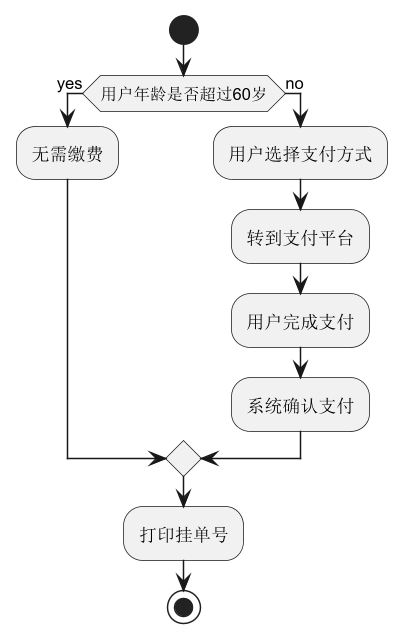 yes
用户年龄是否超过60岁
no
无需缴费
用户选择支付方式
转到支付平台
用户完成支付
系统确认支付
打印挂单号